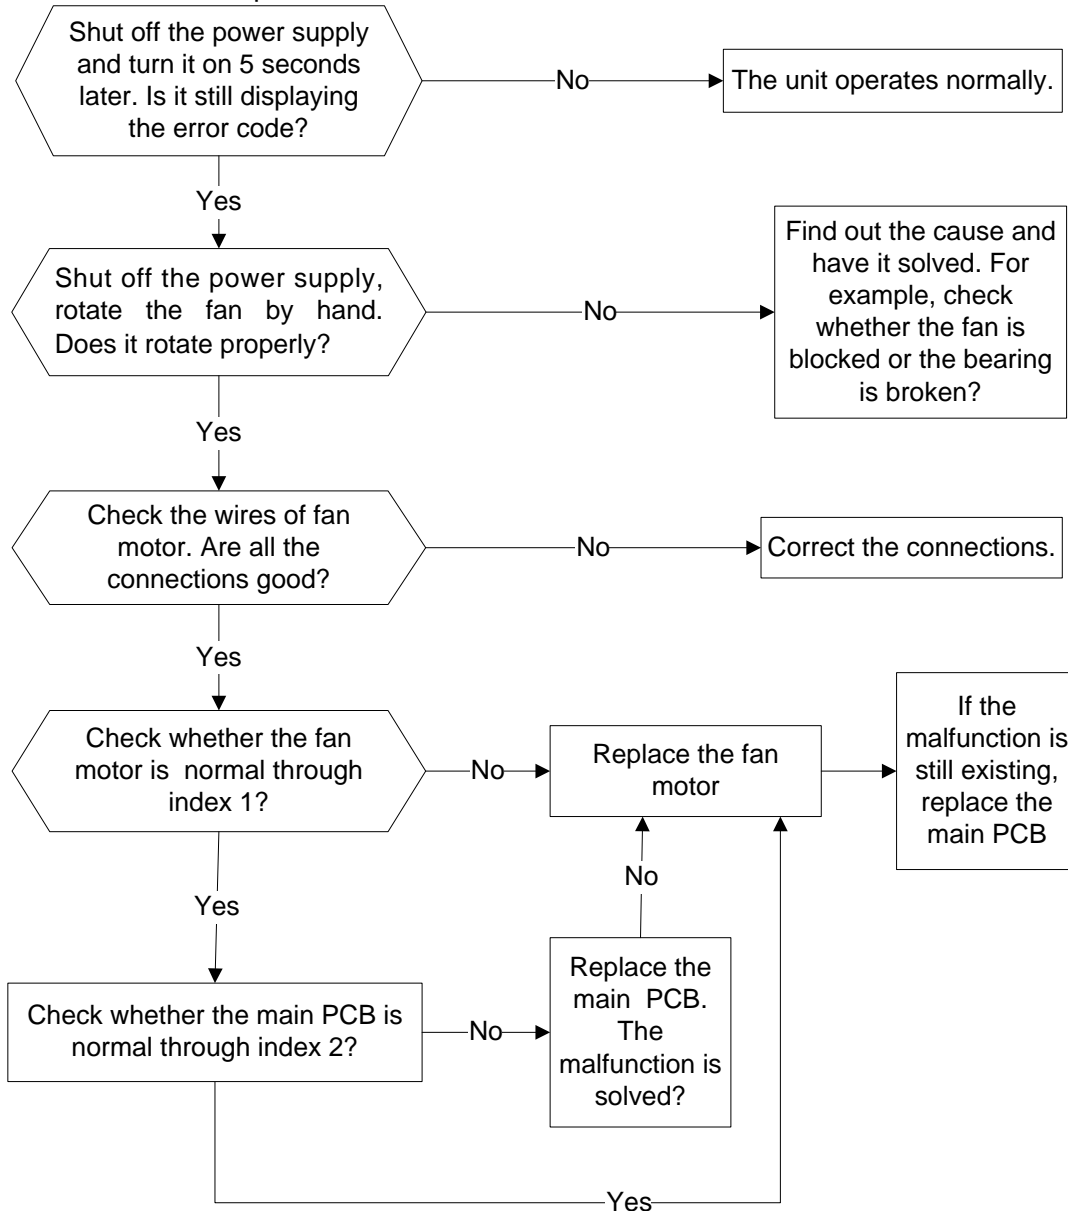 Shut off the power supply
and turn it on 5 seconds
later. Is it still displaying
the error code?
No
The unit operates normally.
Yes
Shut off the power supply,
rotate the fan by hand.
Does it rotate properly?
No
Find out the cause and
have it solved. For
example, check
whether the fan is
blocked or the bearing
is broken?
Yes
Check the wires of fan
motor. Are all the
connections good?
No
Correct the connections.
Yes
Check whether the fan
motor is normal through
index 1?
No
Replace the fan
motor
If the
malfunction is
still existing,
replace the
main PCB
Yes
No
Check whether the main PCB is
normal through index 2?
No
Replace the
main PCB.
The
malfunction is
solved?
Yes